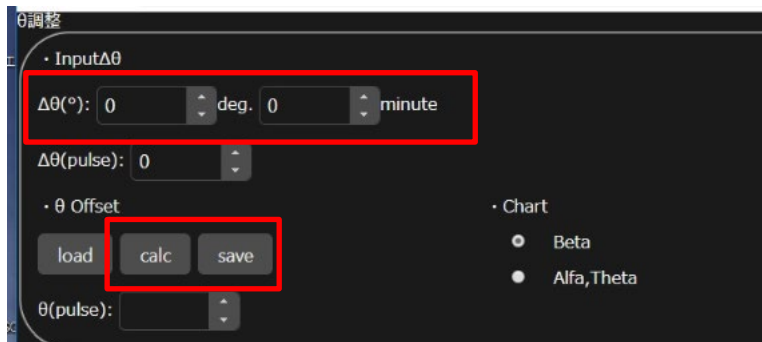 θ調整
・InputΔθ
Δθ(°): 0 deg. 0 minute
Δθ(pulse): 0
・θ Offset
load calc save
θ(pulse):
・Chart
Beta
Alfa,Theta